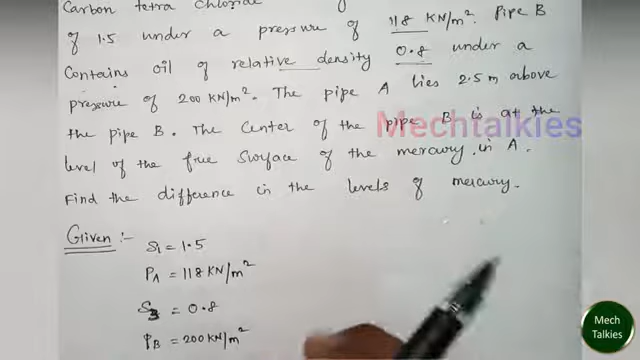 Carbon tetra chloride
of 1.5 under a pressure of 118 KN/m². Pipe B
Contains oil of relative density 0.8 under a
pressure of 200 KN/m². The pipe A lies 2.5 m above
the pipe B. The Center of the pipe B is at the
level of the free Surface of the mercury in A.
Find the difference in the levels of mercury.
Mechtalkies
Given :-
S₁ = 1.5
P_A = 118 KN/m²
S₃ = 0.8
P_B = 200 KN/m²
Mech
Talkies